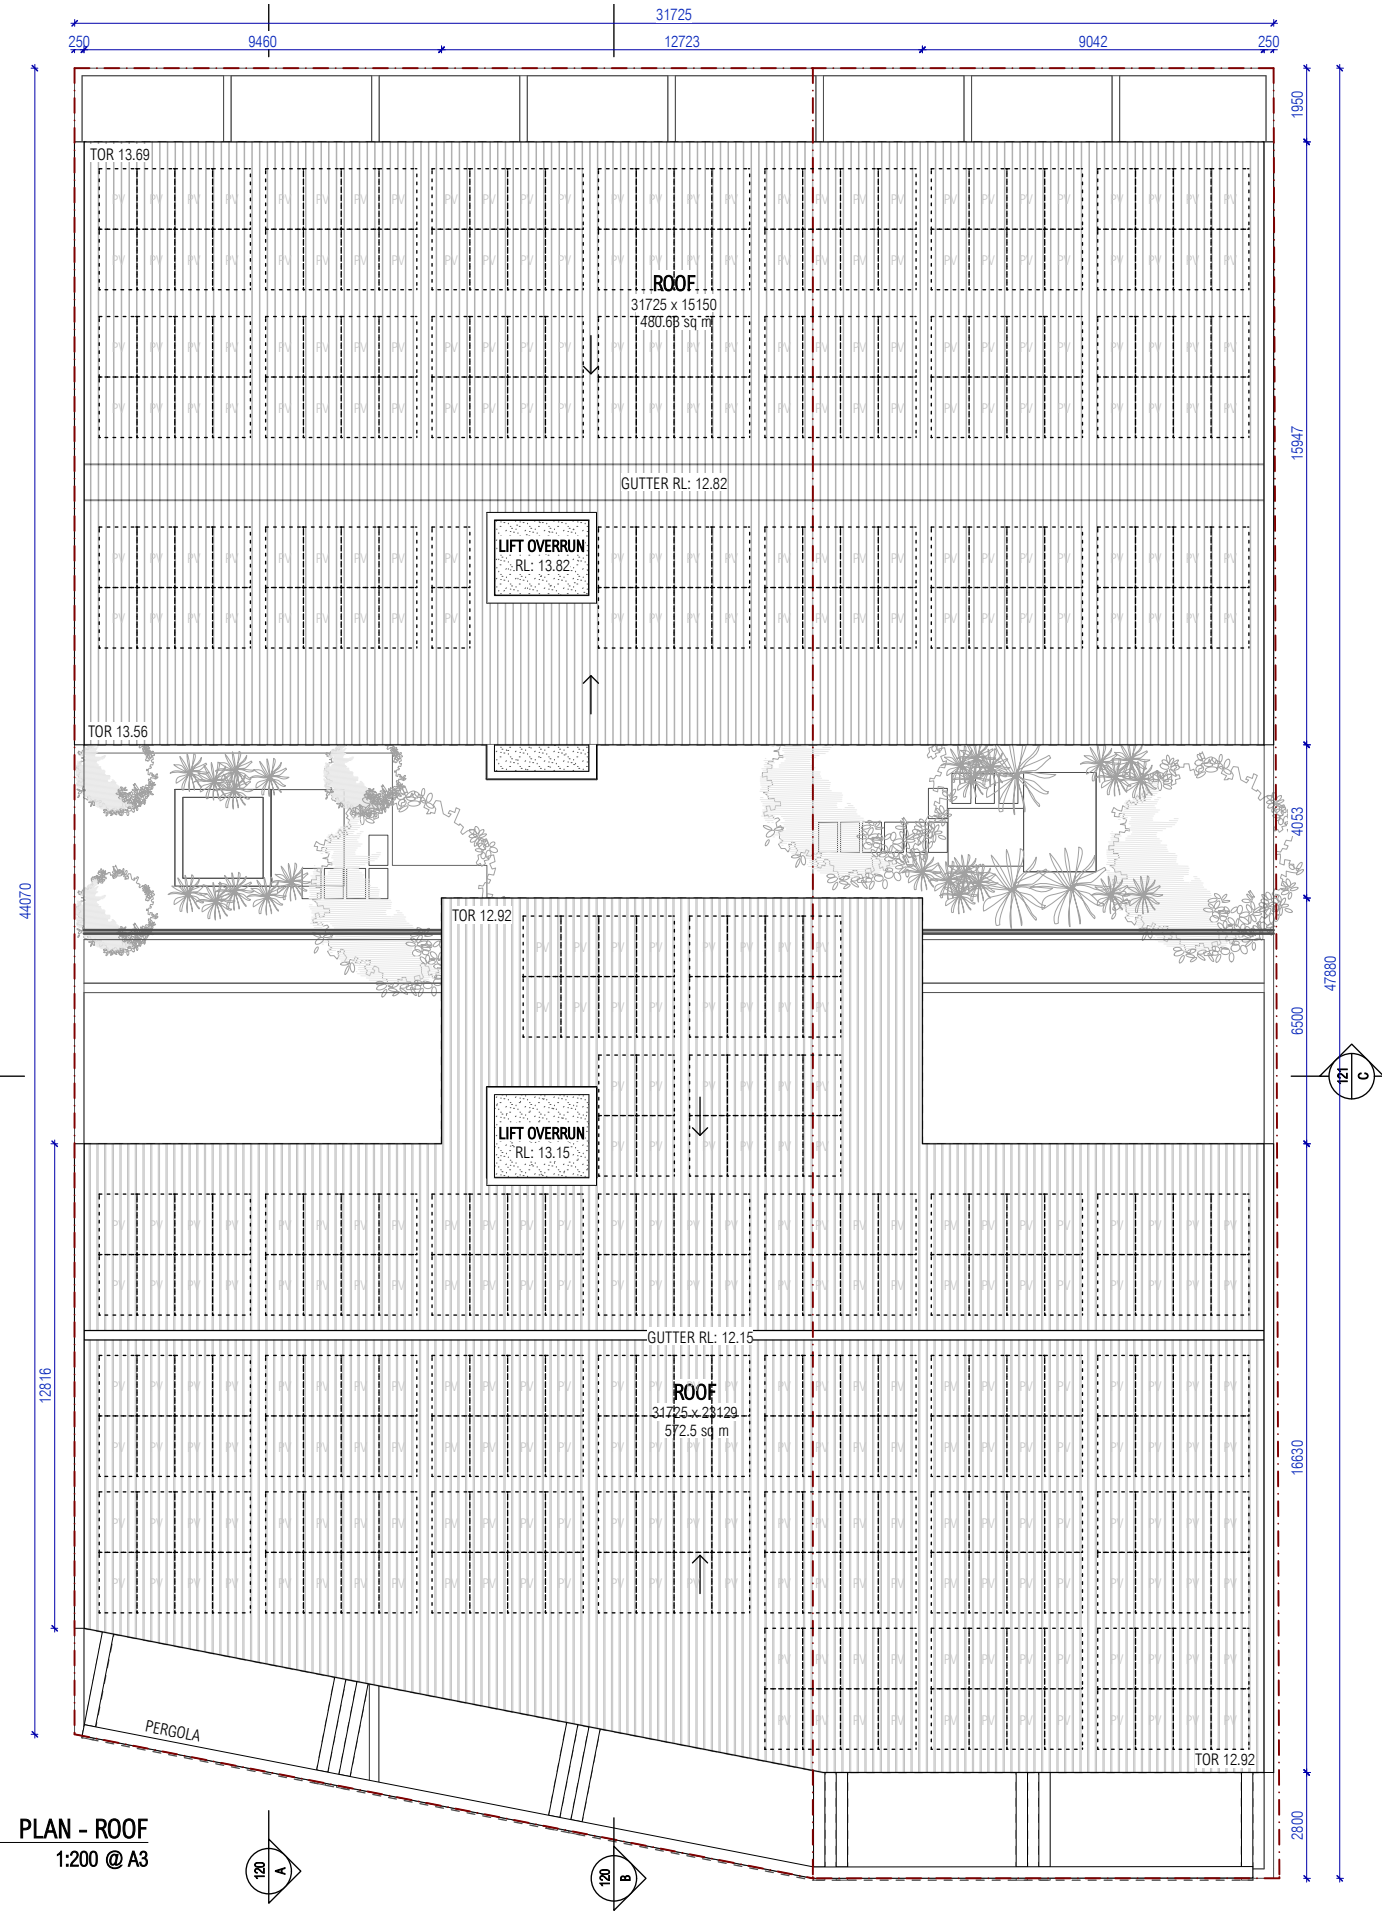 31725
250
9460
12723
9042
250
1950
TOR 13.69
ROOF
31725 x 15150
480.63 sq m
15947
GUTTER RL: 12.82
LIFT OVERRUN
RL: 13.82
TOR 13.56
4053
44070
TOR 12.92
47880
6500
121
C
LIFT OVERRUN
RL: 13.15
GUTTER RL: 12.15
12816
ROOF
31725 x 23129
572.5 sq m
16630
PERGOLA
TOR 12.92
2800
PLAN - ROOF
1:200 @ A3
120
A
120
B